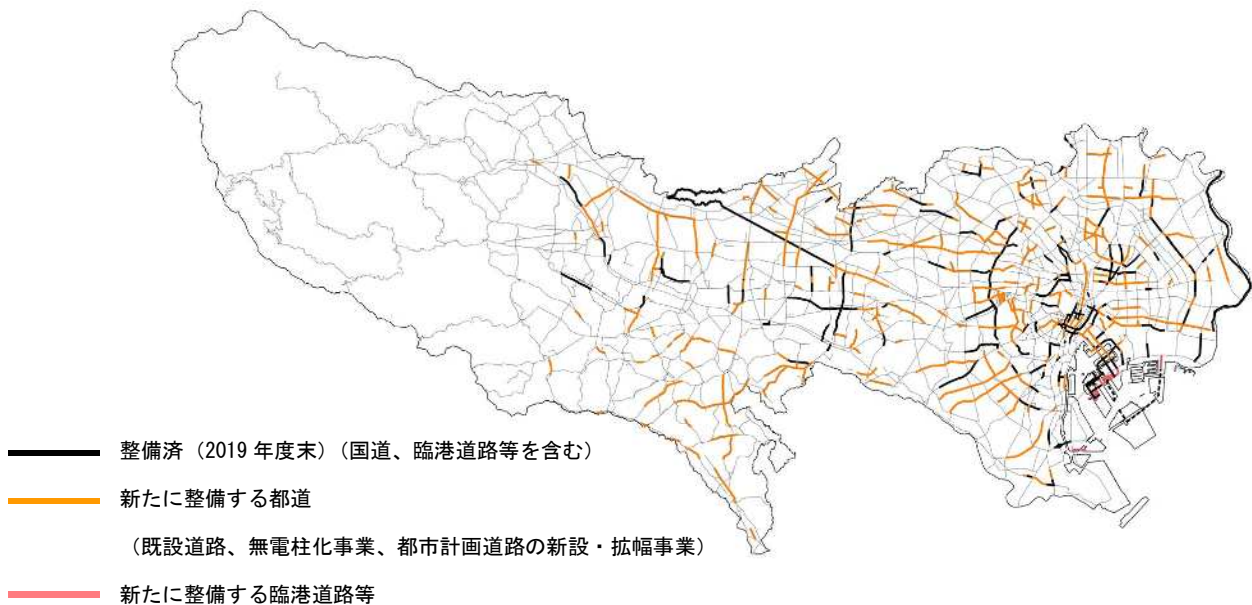 整備済（2019 年度末）（国道、臨港道路等を含む）
新たに整備する都道
（既設道路、無電柱化事業、都市計画道路の新設・拡幅事業）
新たに整備する臨港道路等